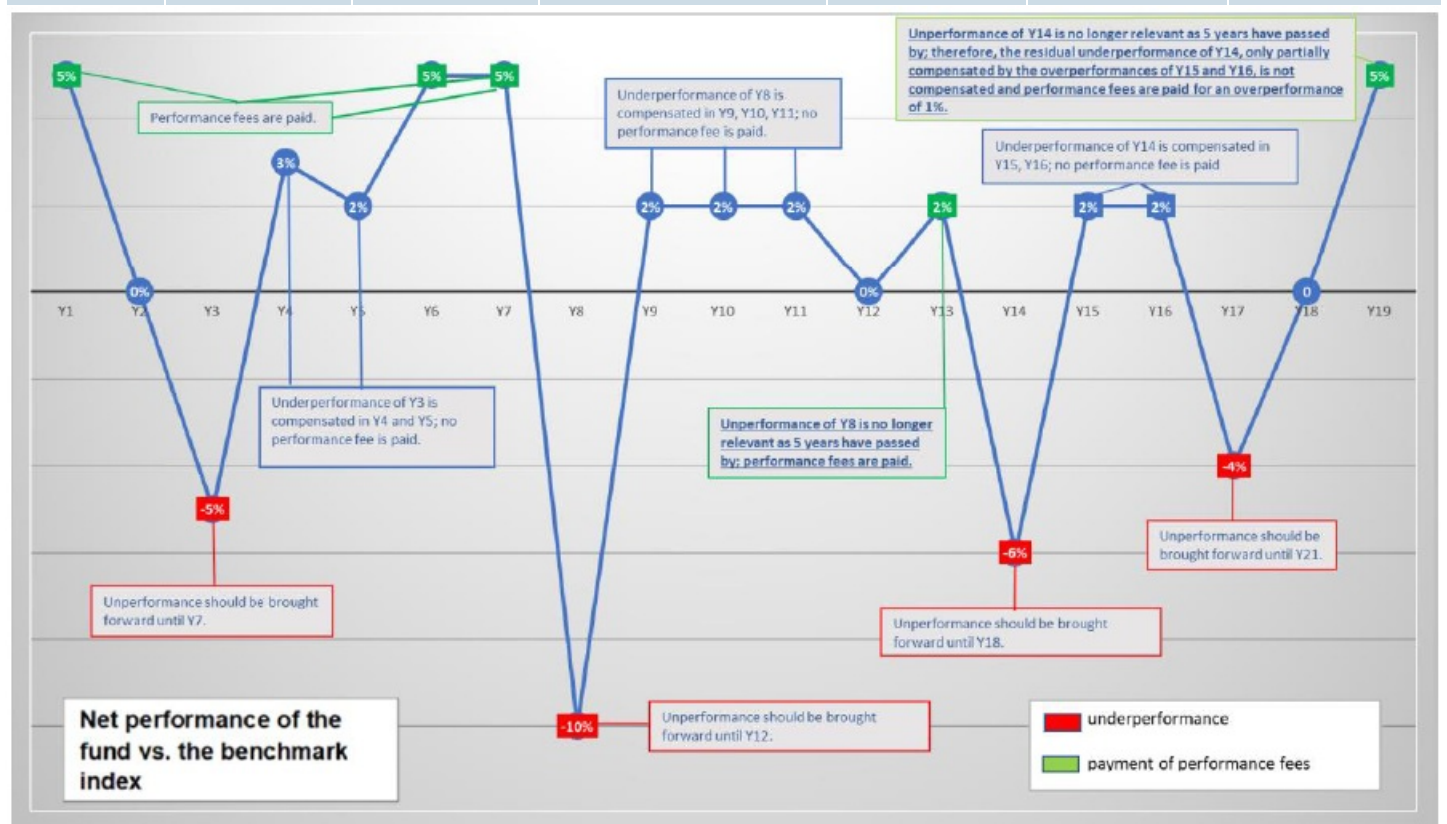 Unperformance of Y14 is no longer relevant as 5 years have passed
by; therefore, the residual underperformance of Y14, only partially
compensated by the overperformances of Y15 and Y16, is not
compensated and performance fees are paid for an overperformance
of 1%.
5%
5%
5%
5%
Performance fees are paid.
Underperformance of Y8 is
compensated in Y9, Y10, Y11; no
performance fee is paid.
Underperformance of Y14 is compensated in
Y15, Y16; no performance fee is paid
3%
2%
2%
2%
2%
2%
2%
2%
0%
0%
0
Y1
Y2
Y3
Y4
Y5
Y6
Y7
Y8
Y9
Y10
Y11
Y12
Y13
Y14
Y15
Y16
Y17
Y18
Y19
Underperformance of Y3 is
compensated in Y4 and Y5; no
performance fee is paid.
Unperformance of Y8 is no longer
relevant as 5 years have passed
by; performance fees are paid.
-4%
-5%
-6%
Unperformance should be
brought forward until Y21.
Unperformance should be brought
forward until Y7.
Unperformance should be brought
forward until Y18.
-10%
Unperformance should be brought
forward until Y12.
Net performance of the
fund vs. the benchmark
index
underperformance
payment of performance fees